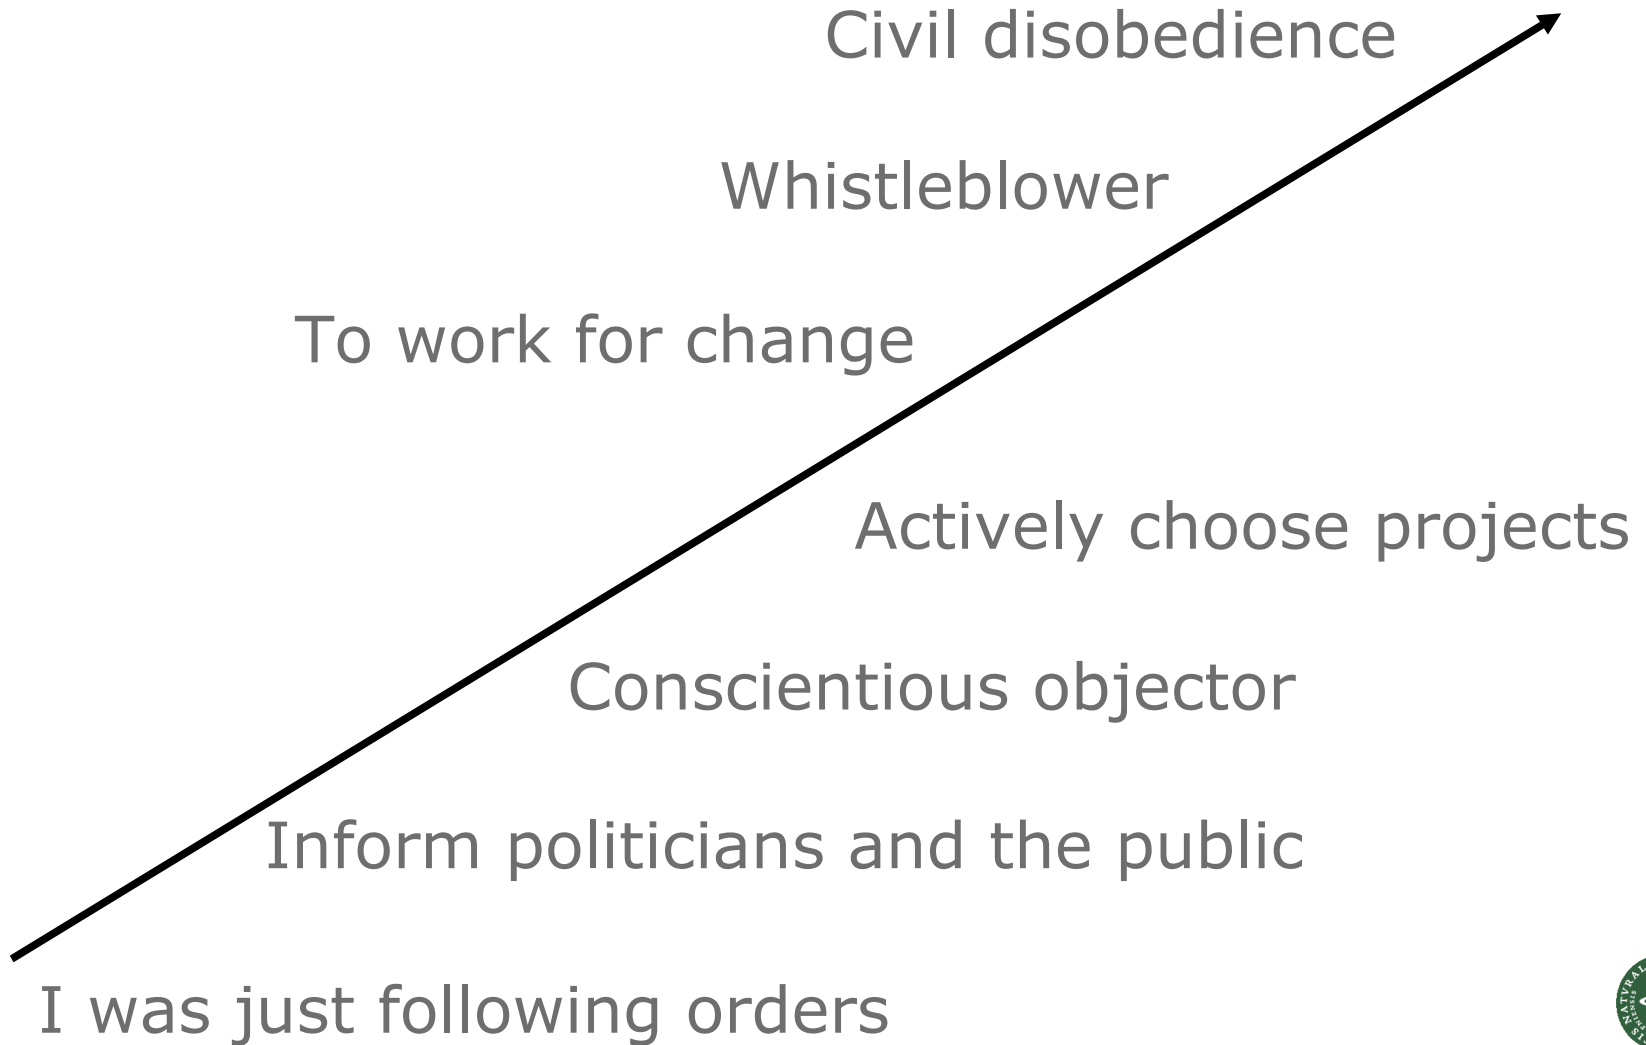 Civil disobedience
Whistleblower
To work for change
Actively choose projects
Conscientious objector
Inform politicians and the public
I was just following orders